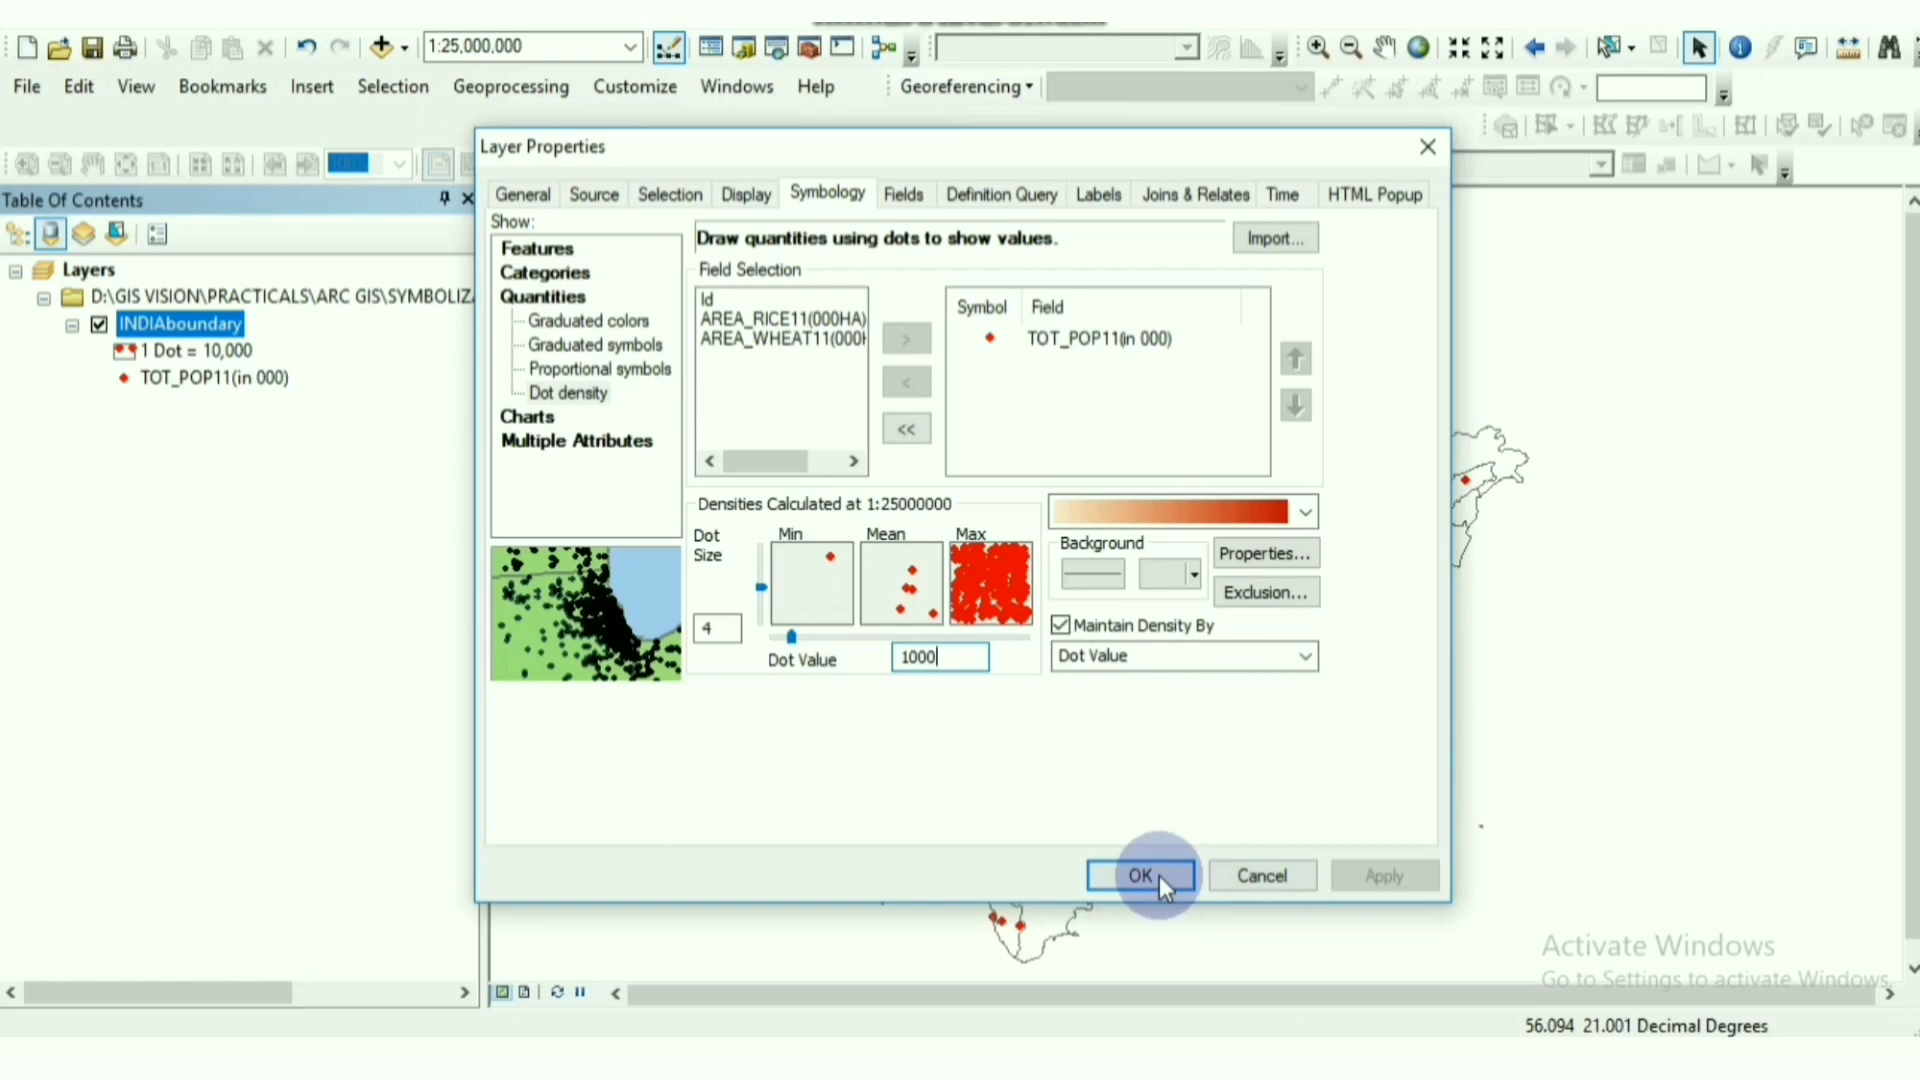 1:25,000,000
File Edit View Bookmarks Insert Selection Geoprocessing Customize Windows Help Georeferencing
Layer Properties
General Source Selection Display Symbology Fields Definition Query Labels Joins & Relates Time HTML Popup
Table Of Contents
Layers
D:\GIS VISION\PRACTICALS\ARC GIS\SYMBOLIZ
INDIAboundary
1 Dot = 10,000
TOT_POP11(in 000)
Show:
Features
Categories
Quantities
Graduated colors
Graduated symbols
Proportional symbols
Dot density
Charts
Multiple Attributes
Draw quantities using dots to show values.
Import...
Field Selection
Id
AREA_RICE11(000HA)
AREA_WHEAT11(000
>
<
<<
Symbol Field
TOT_POP11(in 000)
Densities Calculated at 1:25000000
Dot Size
Min Mean Max
4
Dot Value 1000
Background
Properties...
Exclusion...
Maintain Density By
Dot Value
OK Cancel Apply
Activate Windows
Go to Settings to activate Windows.
56.094 21.001 Decimal Degrees